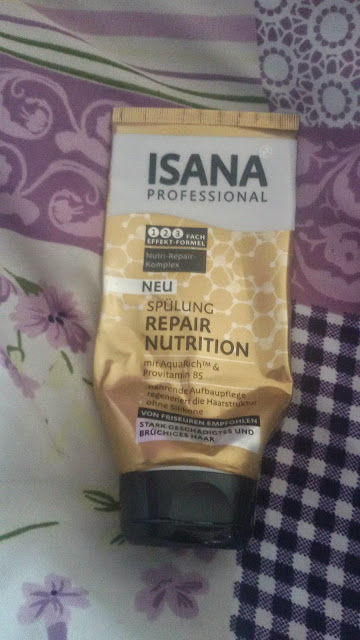 ISANA®
PROFESSIONAL
1 2 3 FACH
EFFEKT-FORMEL
Nutri-Repair-
Komplex
NEU
SPÜLUNG
REPAIR
NUTRITION
mit AquaRich™ &
Provitamin B5
nährende Aufbaupflege
regeneriert die Haarstruktur
ohne Silikone
VON FRISEUREN EMPFOHLEN
STARK GESCHÄDIGTES UND
BRÜCHIGES HAAR